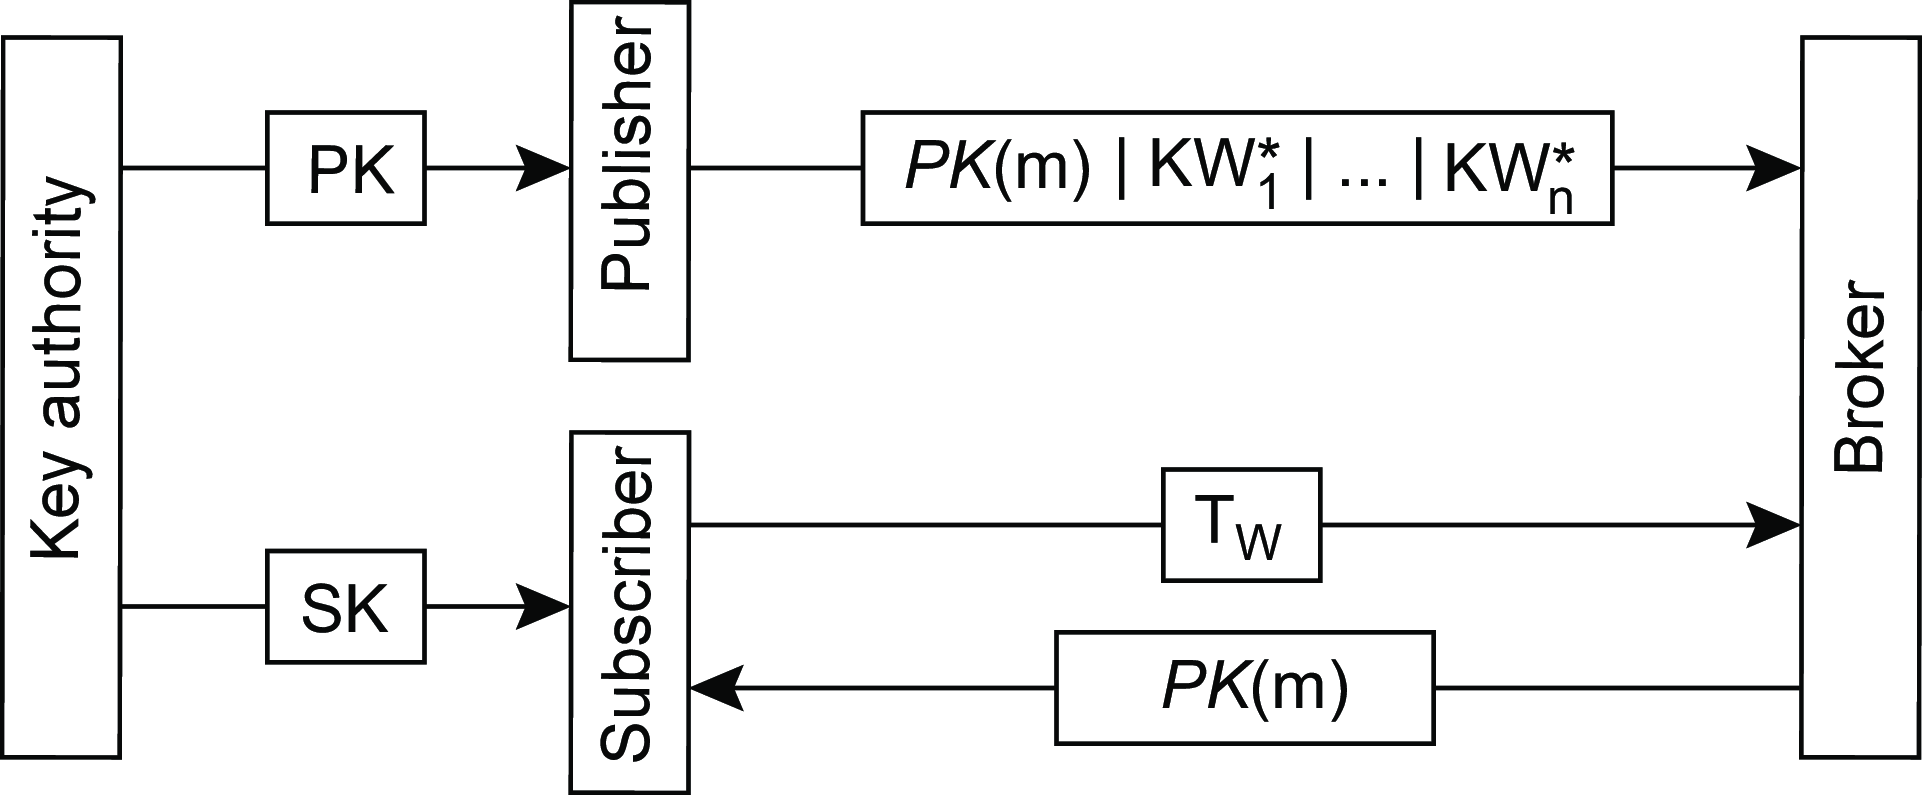 Key authority
PK
Publisher
PK(m) | KW*1 | ... | KW*n
Broker
SK
Subscriber
TW
PK(m)